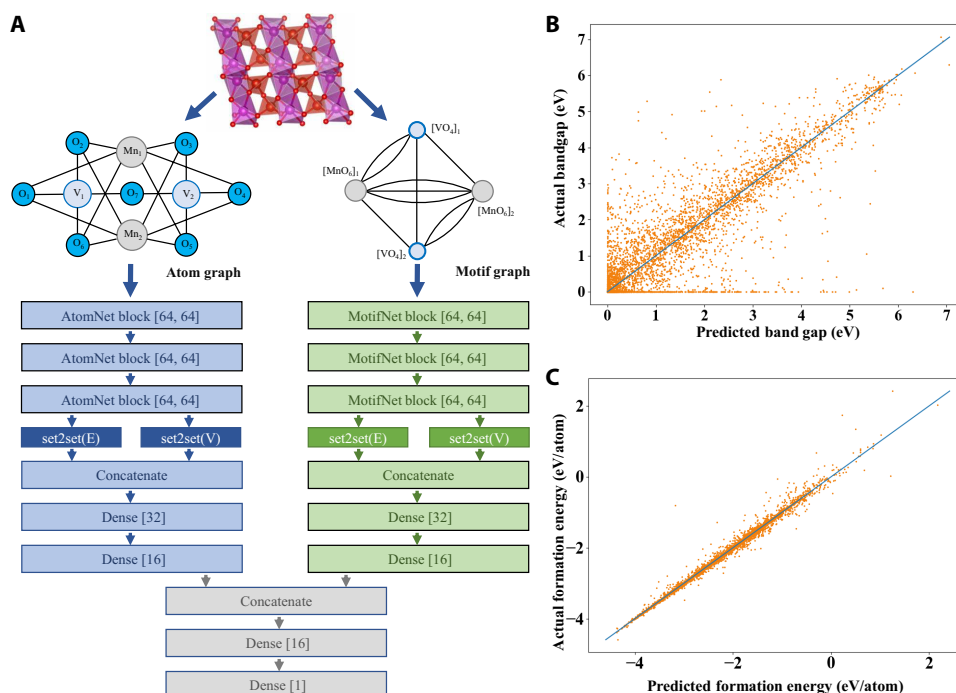 A
O₂
Mn₁
O₃
O₁
V₁
O₇
V₂
O₄
O₆
Mn₂
O₅
Atom graph
[VO₄]₁
[MnO₆]₁
[MnO₆]₂
[VO₄]₂
Motif graph
AtomNet block [64, 64]
AtomNet block [64, 64]
AtomNet block [64, 64]
set2set(E)
set2set(V)
Concatenate
Dense [32]
Dense [16]
MotifNet block [64, 64]
MotifNet block [64, 64]
MotifNet block [64, 64]
set2set(E)
set2set(V)
Concatenate
Dense [32]
Dense [16]
Concatenate
Dense [16]
Dense [1]
B
Actual bandgap (eV)
7
6
5
4
3
2
1
0
0 1 2 3 4 5 6 7
Predicted band gap (eV)
C
Actual formation energy (eV/atom)
2
0
−2
−4
−4 −2 0 2
Predicted formation energy (eV/atom)